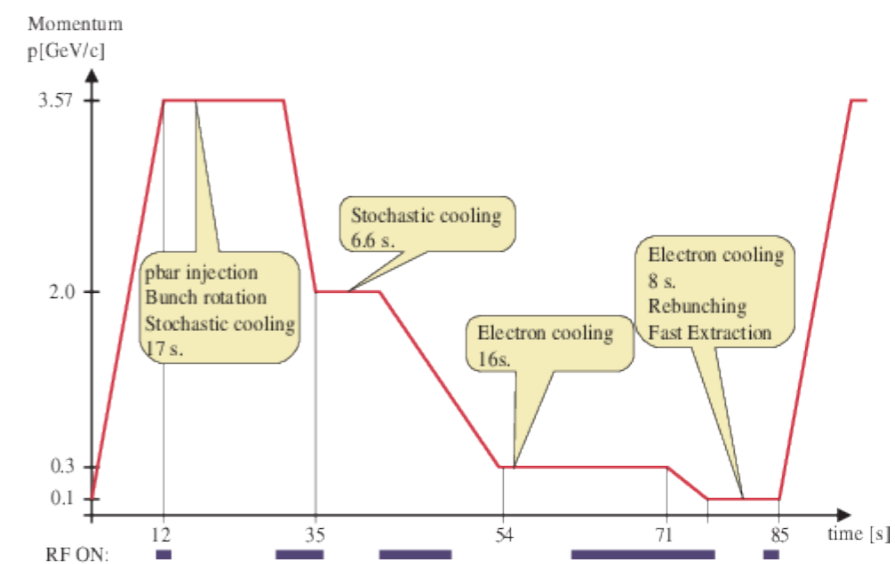 Momentum
p[GeV/c]
3.57
Stochastic cooling
6.6 s.
pbar injection
Bunch rotation
Stochastic cooling
17 s.
Electron cooling
8 s.
Rebunching
Fast Extraction
2.0
Electron cooling
16s.
0.3
0.1
12 35 54 71 85 time [s]
RF ON: